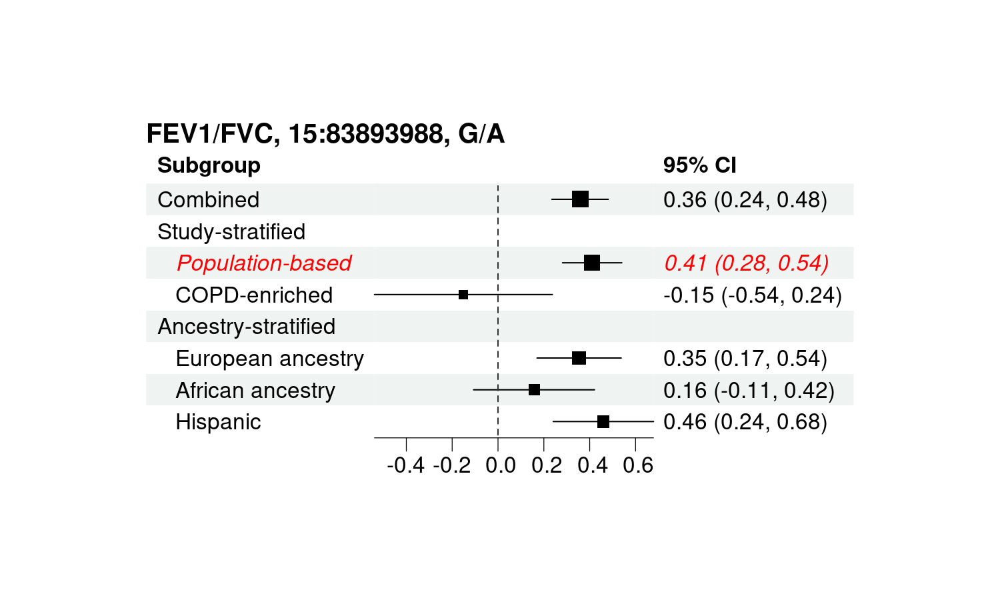 FEV1/FVC, 15:83893988, G/A
Subgroup 95% CI
Combined 0.36 (0.24, 0.48)
Study-stratified
Population-based 0.41 (0.28, 0.54)
COPD-enriched -0.15 (-0.54, 0.24)
Ancestry-stratified
European ancestry 0.35 (0.17, 0.54)
African ancestry 0.16 (-0.11, 0.42)
Hispanic 0.46 (0.24, 0.68)
-0.4 -0.2 0.0 0.2 0.4 0.6